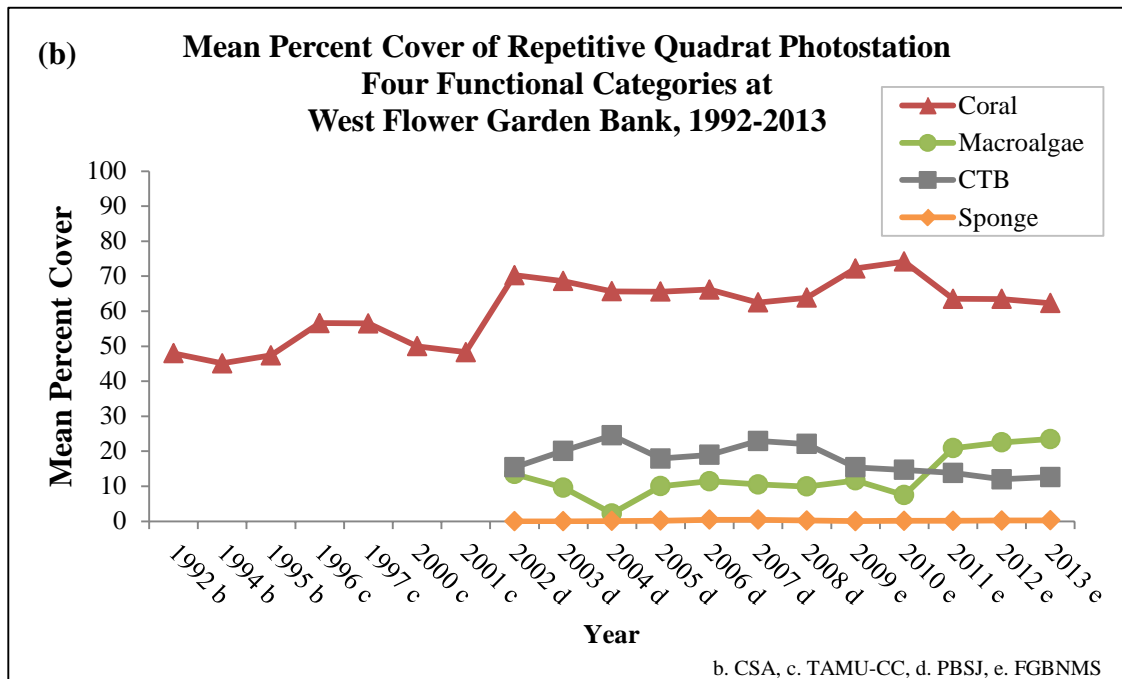 (b)
Mean Percent Cover of Repetitive Quadrat Photostation
Four Functional Categories at
West Flower Garden Bank, 1992-2013
Coral
Macroalgae
CTB
Sponge
Mean Percent Cover
100
90
80
70
60
50
40
30
20
10
0
1992 b
1994 b
1995 b
1996 c
1997 c
2000 c
2001 c
2002 d
2003 d
2004 d
2005 d
2006 d
2007 d
2008 d
2009 e
2010 e
2011 e
2012 e
2013 e
Year
b. CSA, c. TAMU-CC, d. PBSJ, e. FGBNMS